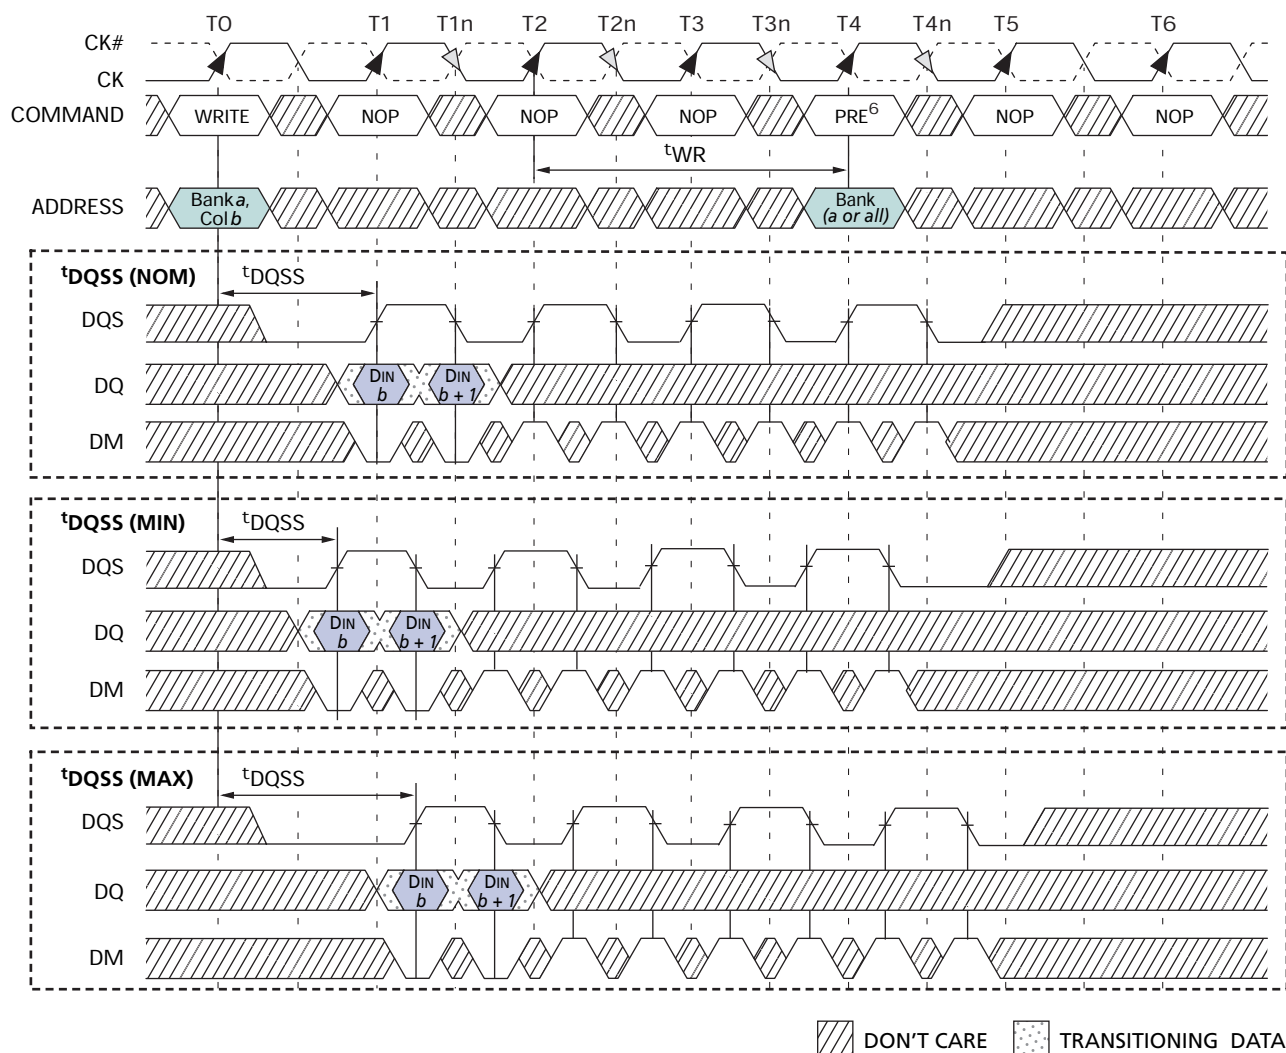 T0 T1 T1n T2 T2n T3 T3n T4 T4n T5 T6
CK#
CK
COMMAND WRITE NOP NOP NOP PRE6 NOP NOP
tWR
ADDRESS Bank a, Col b Bank (a or all)
tDQSS (NOM) tDQSS
DQS
DQ DIN b DIN b + 1
DM
tDQSS (MIN) tDQSS
DQS
DQ DIN b DIN b + 1
DM
tDQSS (MAX) tDQSS
DQS
DQ DIN b DIN b + 1
DM
DON'T CARE TRANSITIONING DATA